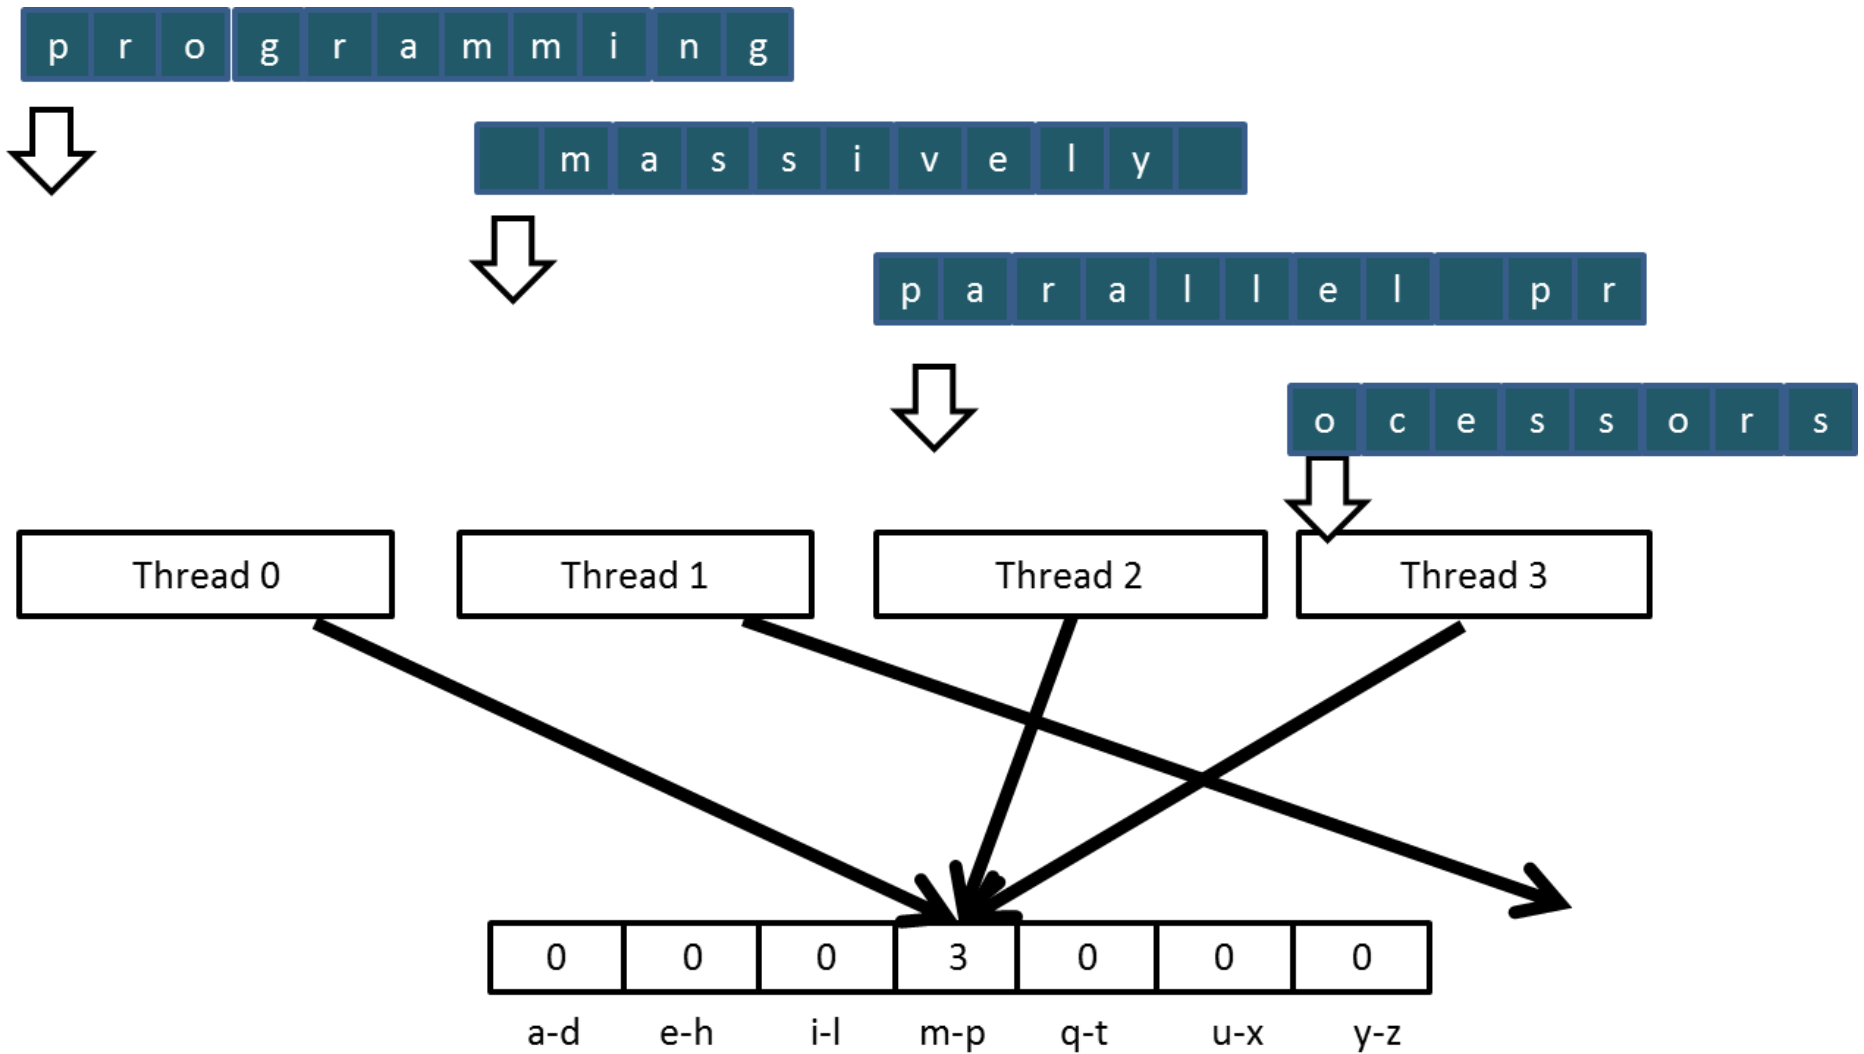 p r o g r a m m i n g
m a s s i v e l y
p a r a l l e l p r
o c e s s o r s
Thread 0 Thread 1 Thread 2 Thread 3
0 0 0 3 0 0 0
a-d e-h i-l m-p q-t u-x y-z